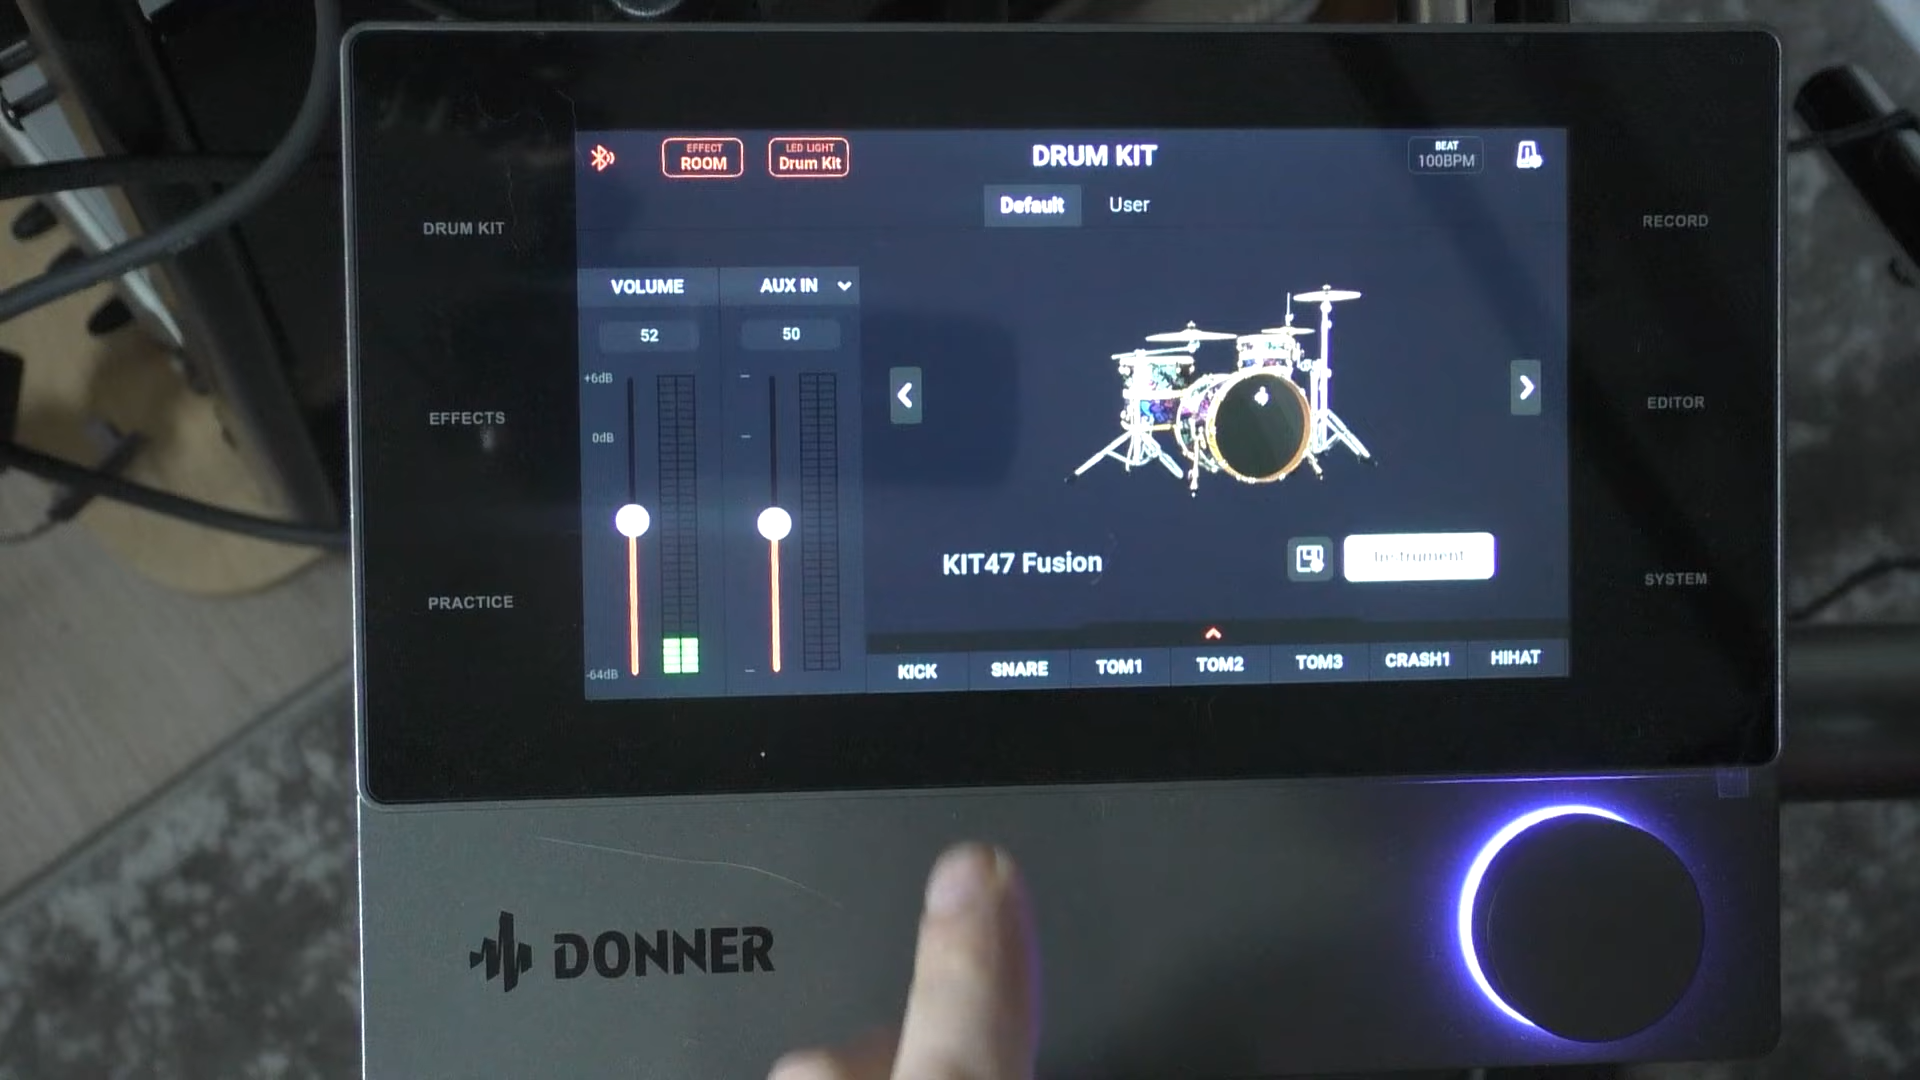 EFFECT
ROOM
LED LIGHT
Drum Kit
DRUM KIT
BEAT
100BPM
Default
User
DRUM KIT
EFFECTS
PRACTICE
RECORD
EDITOR
SYSTEM
VOLUME
AUX IN
52
50
+6dB
0dB
-64dB
KIT47 Fusion
Instrument
KICK
SNARE
TOM1
TOM2
TOM3
CRASH1
HIHAT
DONNER